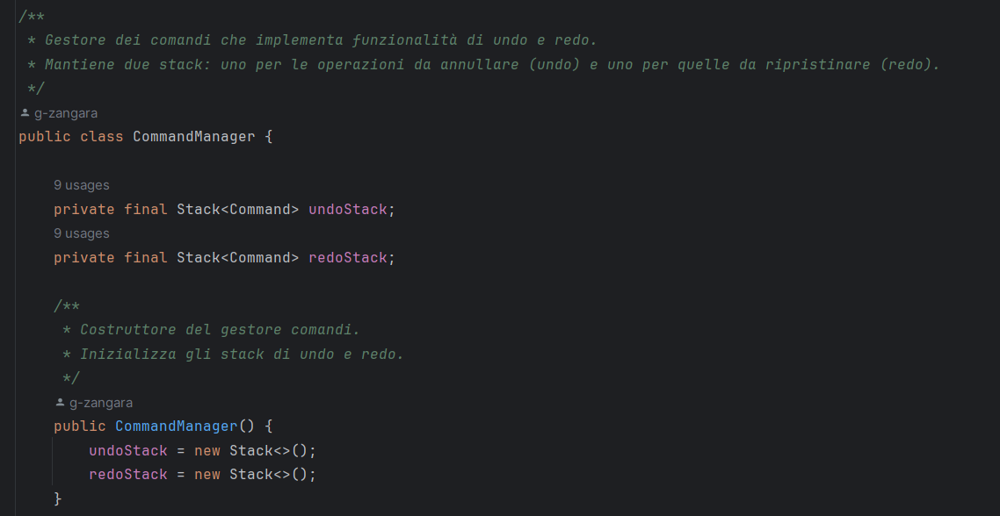 /**
 * Gestore dei comandi che implementa funzionalità di undo e redo.
 * Mantiene due stack: uno per le operazioni da annullare (undo) e uno per quelle da ripristinare (redo).
 */
g-zangara
public class CommandManager {
9 usages
private final Stack<Command> undoStack;
9 usages
private final Stack<Command> redoStack;
/**
 * Costruttore del gestore comandi.
 * Inizializza gli stack di undo e redo.
 */
g-zangara
public CommandManager() {
undoStack = new Stack<>();
redoStack = new Stack<>();
}